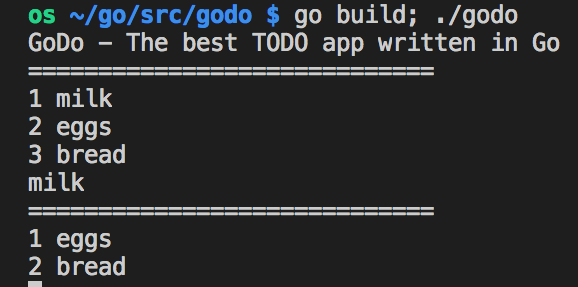 os ~/go/src/godo $ go build; ./godo
GoDo - The best TODO app written in Go
=============================
1 milk
2 eggs
3 bread
milk
=============================
1 eggs
2 bread